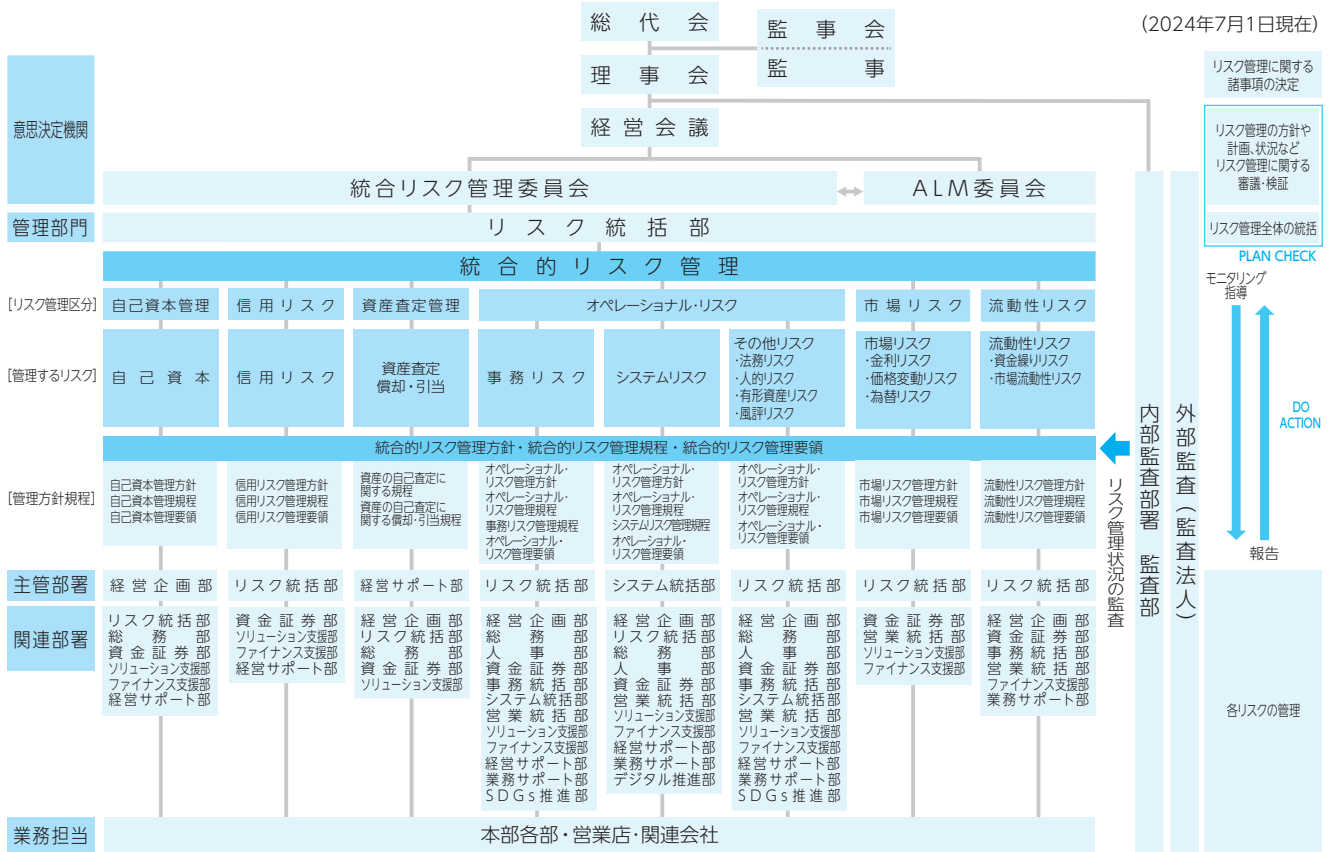 (2024年7月1日現在)
総代会
監事会
監事
理事会
経営会議
意思決定機関
統合リスク管理委員会
ALM委員会
管理部門
リスク統括部
統合的リスク管理
[リスク管理区分]
自己資本管理
信用リスク
資産査定管理
オペレーショナル・リスク
市場リスク
流動性リスク
[管理するリスク]
自己資本
信用リスク
資産査定
償却・引当
事務リスク
システムリスク
その他リスク
・法務リスク
・人的リスク
・有形資産リスク
・風評リスク
市場リスク
・金利リスク
・価格変動リスク
・為替リスク
流動性リスク
・資金繰りリスク
・市場流動性リスク
統合的リスク管理方針・統合的リスク管理規程・統合的リスク管理要領
[管理方針規程]
自己資本管理方針
自己資本管理規程
自己資本管理要領
信用リスク管理方針
信用リスク管理規程
信用リスク管理要領
資産の自己査定に
関する規程
資産の自己査定に
関する償却・引当規程
オペレーショナル・
リスク管理方針
オペレーショナル・
リスク管理規程
事務リスク管理規程
オペレーショナル・
リスク管理要領
オペレーショナル・
リスク管理方針
オペレーショナル・
リスク管理規程
システムリスク管理規程
オペレーショナル・
リスク管理要領
オペレーショナル・
リスク管理方針
オペレーショナル・
リスク管理規程
オペレーショナル・
リスク管理要領
市場リスク管理方針
市場リスク管理規程
市場リスク管理要領
流動性リスク管理方針
流動性リスク管理規程
流動性リスク管理要領
主管部署
経営企画部
リスク統括部
経営サポート部
リスク統括部
システム統括部
リスク統括部
リスク統括部
リスク統括部
関連部署
リスク統括部
総務部
資金証券部
ソリューション支援部
ファイナンス支援部
経営サポート部
資金証券部
ソリューション支援部
ファイナンス支援部
経営サポート部
経営企画部
リスク統括部
総務部
資金証券部
ソリューション支援部
経営企画部
総務部
人事部
資金証券部
事務統括部
システム統括部
営業統括部
ソリューション支援部
ファイナンス支援部
経営サポート部
業務サポート部
SDGs推進部
経営企画部
リスク統括部
総務部
人事部
資金証券部
営業統括部
ソリューション支援部
ファイナンス支援部
経営サポート部
業務サポート部
デジタル推進部
経営企画部
総務部
人事部
資金証券部
事務統括部
システム統括部
営業統括部
ソリューション支援部
ファイナンス支援部
経営サポート部
業務サポート部
SDGs推進部
資金証券部
営業統括部
ソリューション支援部
ファイナンス支援部
経営企画部
資金証券部
事務統括部
営業統括部
ファイナンス支援部
業務サポート部
業務担当
本部各部・営業店・関連会社
リスク管理状況の監査
内部監査部署 監査部
外部監査(監査法人)
リスク管理に関する
諸事項の決定
リスク管理の方針や
計画、状況など
リスク管理に関する
審議・検証
リスク管理全体の統括
PLAN CHECK
モニタリング
指導
DO
ACTION
報告
各リスクの管理